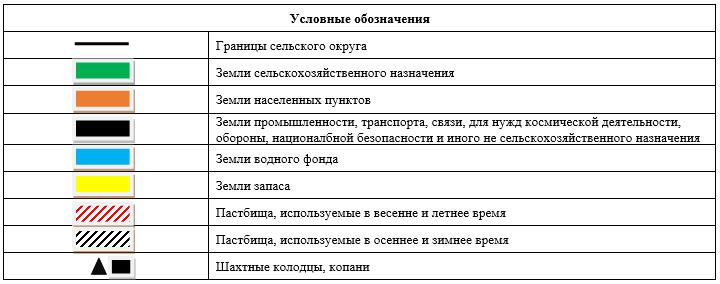 Условные обозначения
Границы сельского округа
Земли сельскохозяйственного назначения
Земли населенных пунктов
Земли промышленности, транспорта, связи, для нужд космической деятельности,
обороны, националбной безопасности и иного не сельскохозяйственного назначения
Земли водного фонда
Земли запаса
Пастбища, используемые в весенне и летнее время
Пастбища, используемые в осеннее и зимнее время
Шахтные колодцы, копани